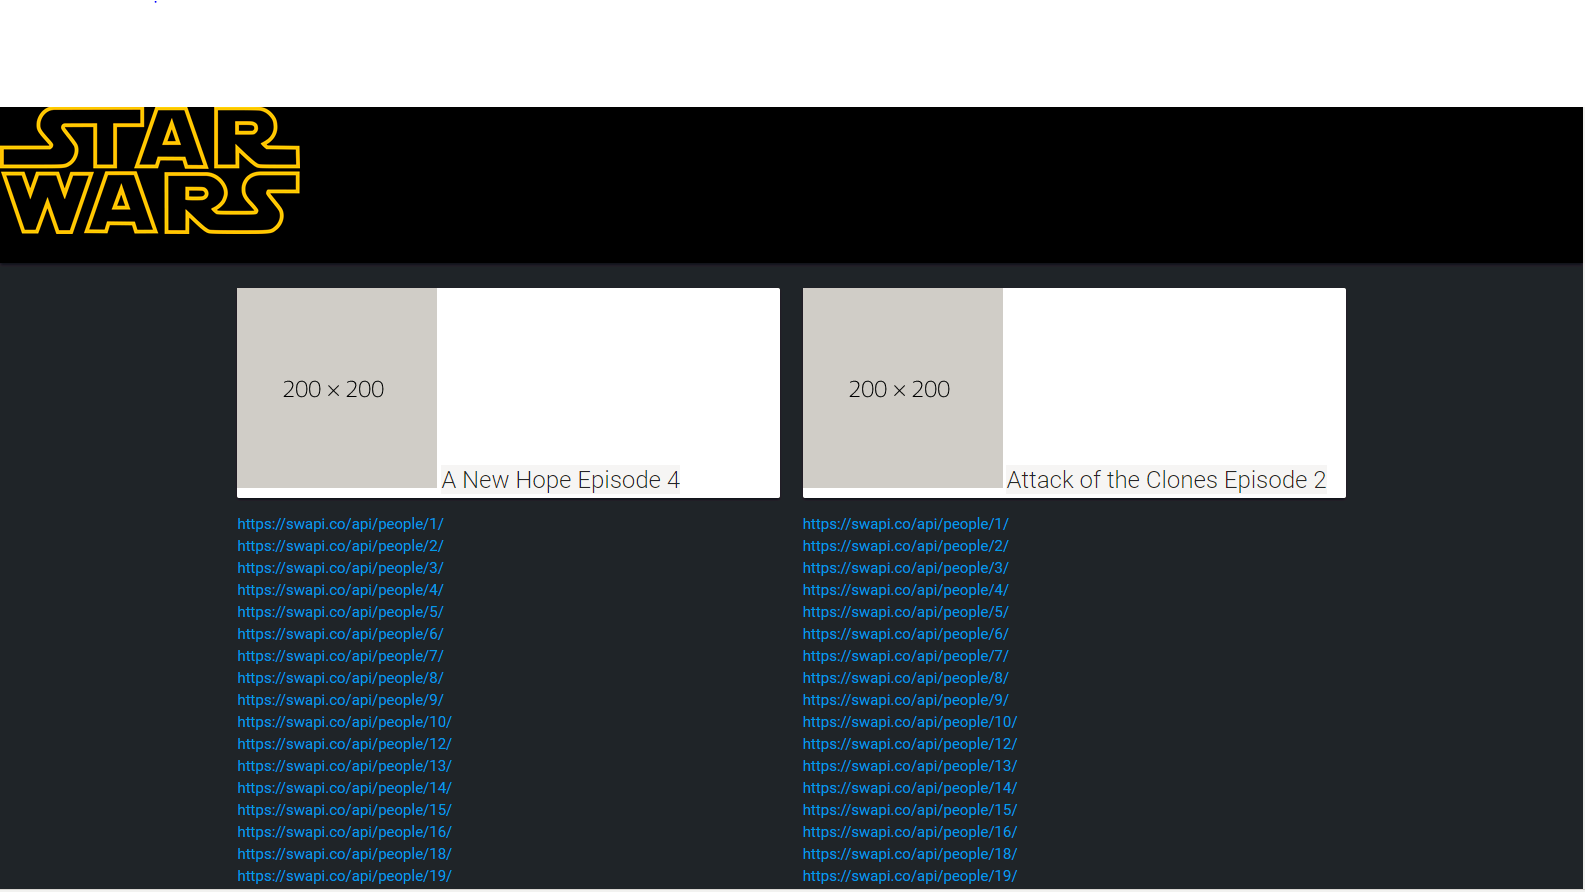 STAR
WARS
200 × 200
A New Hope Episode 4
https://swapi.co/api/people/1/
https://swapi.co/api/people/2/
https://swapi.co/api/people/3/
https://swapi.co/api/people/4/
https://swapi.co/api/people/5/
https://swapi.co/api/people/6/
https://swapi.co/api/people/7/
https://swapi.co/api/people/8/
https://swapi.co/api/people/9/
https://swapi.co/api/people/10/
https://swapi.co/api/people/12/
https://swapi.co/api/people/13/
https://swapi.co/api/people/14/
https://swapi.co/api/people/15/
https://swapi.co/api/people/16/
https://swapi.co/api/people/18/
https://swapi.co/api/people/19/
200 × 200
Attack of the Clones Episode 2
https://swapi.co/api/people/1/
https://swapi.co/api/people/2/
https://swapi.co/api/people/3/
https://swapi.co/api/people/4/
https://swapi.co/api/people/5/
https://swapi.co/api/people/6/
https://swapi.co/api/people/7/
https://swapi.co/api/people/8/
https://swapi.co/api/people/9/
https://swapi.co/api/people/10/
https://swapi.co/api/people/12/
https://swapi.co/api/people/13/
https://swapi.co/api/people/14/
https://swapi.co/api/people/15/
https://swapi.co/api/people/16/
https://swapi.co/api/people/18/
https://swapi.co/api/people/19/